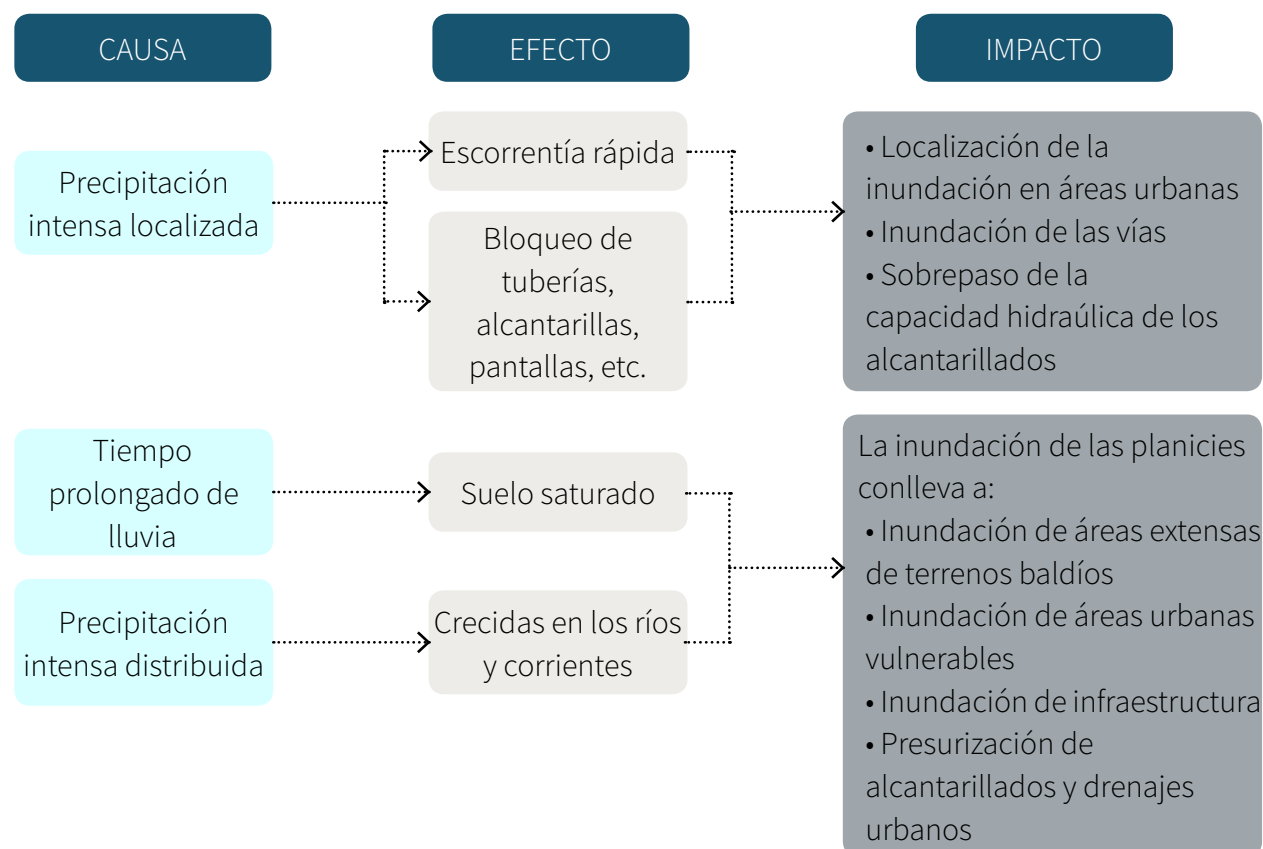 CAUSA
EFECTO
IMPACTO
Precipitación
intensa localizada
Escorrentía rápida
Bloqueo de
tuberías,
alcantarillas,
pantallas, etc.
• Localización de la
inundación en áreas urbanas
• Inundación de las vías
• Sobrepaso de la
capacidad hidraúlica de los
alcantarillados
Tiempo
prolongado de
lluvia
Suelo saturado
Precipitación
intensa distribuida
Crecidas en los ríos
y corrientes
La inundación de las planicies
conlleva a:
• Inundación de áreas extensas
de terrenos baldíos
• Inundación de áreas urbanas
vulnerables
• Inundación de infraestructura
• Presurización de
alcantarillados y drenajes
urbanos